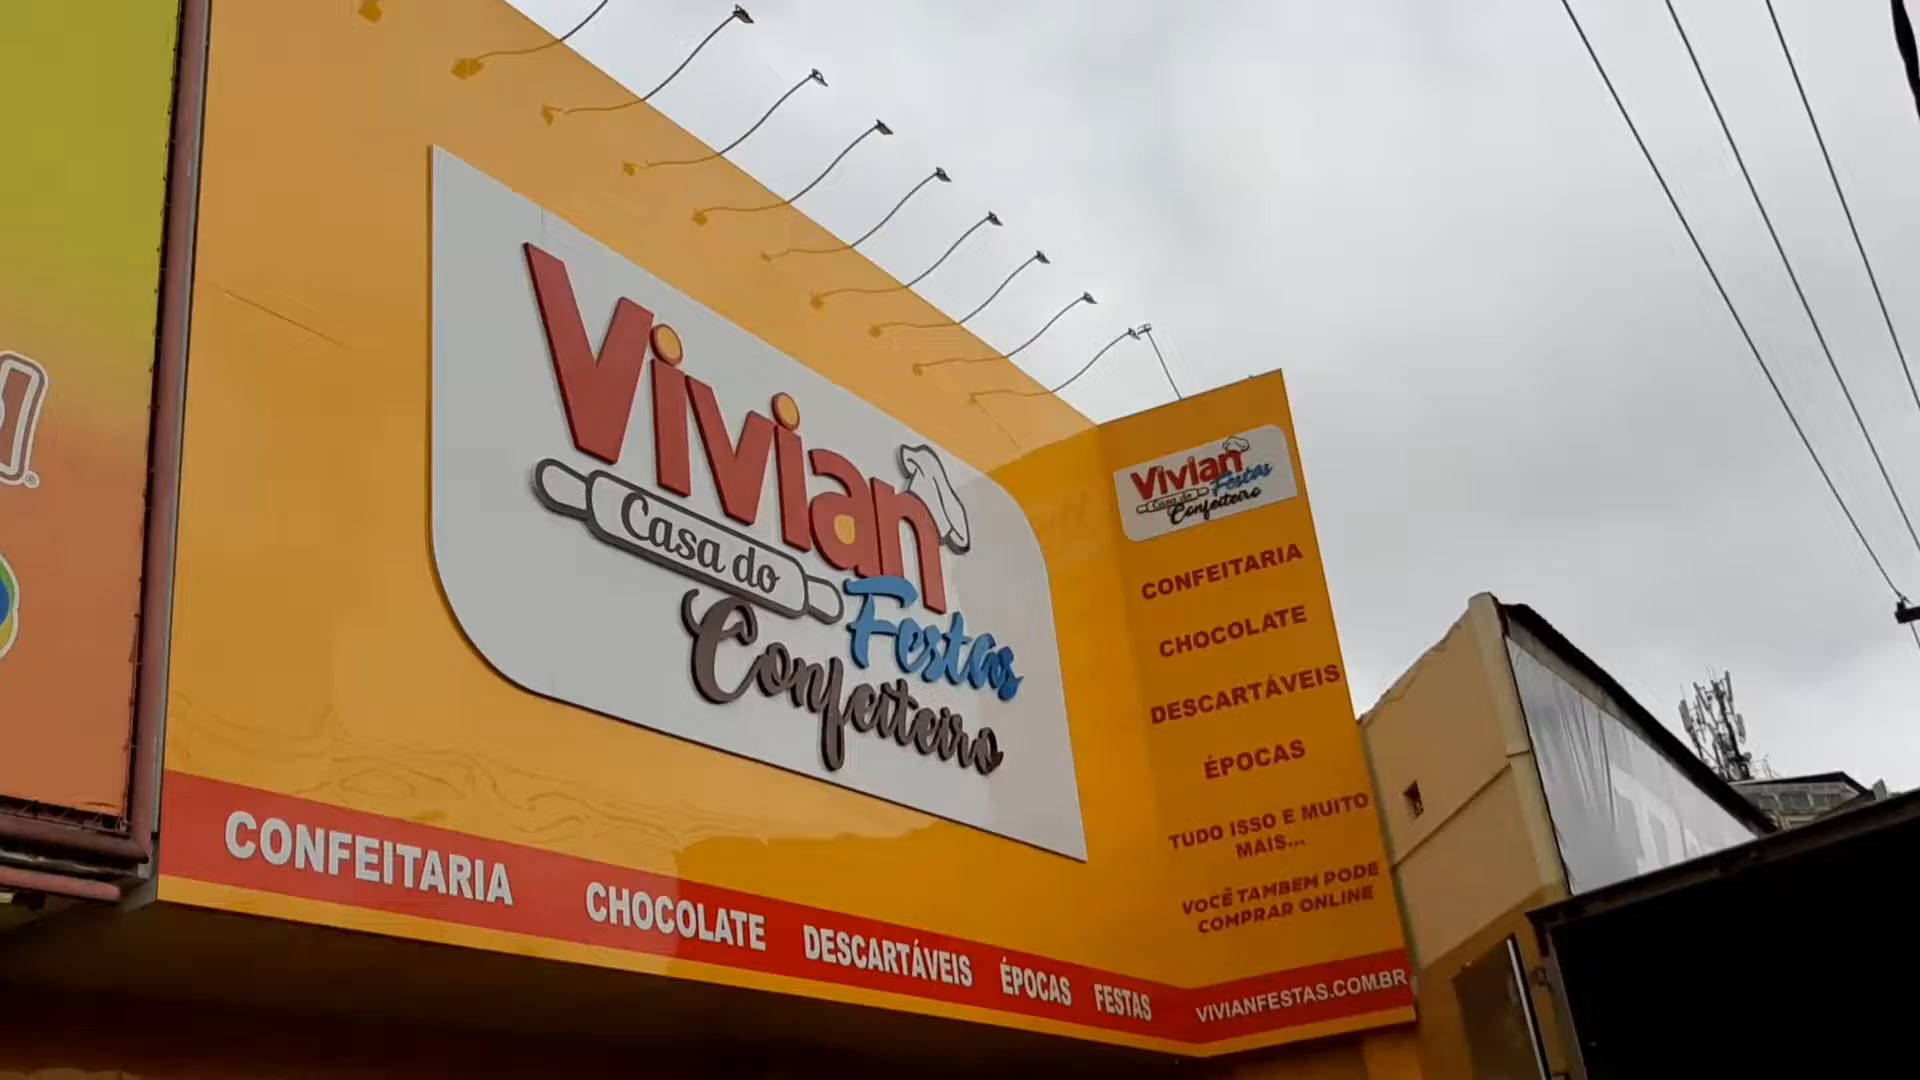 Vivian
Festas
Casa do
Confeiteiro
CONFEITARIA CHOCOLATE DESCARTÁVEIS ÉPOCAS FESTAS
Vivian
Festas
Casa do
Confeiteiro
CONFEITARIA
CHOCOLATE
DESCARTÁVEIS
ÉPOCAS
TUDO ISSO E MUITO
MAIS...
VOCÊ TAMBEM PODE
COMPRAR ONLINE
VIVIANFESTAS.COM.BR